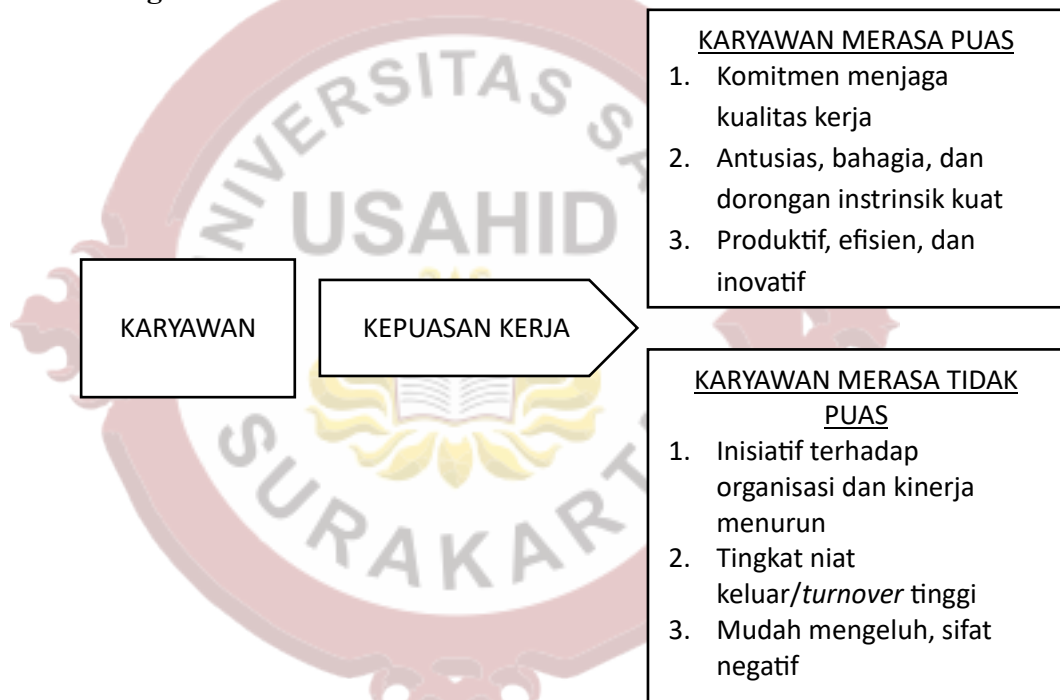 KARYAWAN
KEPUASAN KERJA
KARYAWAN MERASA PUAS
1. Komitmen menjaga
kualitas kerja
2. Antusias, bahagia, dan
dorongan instrinsik kuat
3. Produktif, efisien, dan
inovatif
KARYAWAN MERASA TIDAK
PUAS
1. Inisiatif terhadap
organisasi dan kinerja
menurun
2. Tingkat niat
keluar/turnover tinggi
3. Mudah mengeluh, sifat
negatif
USAHID
SURAKARTA